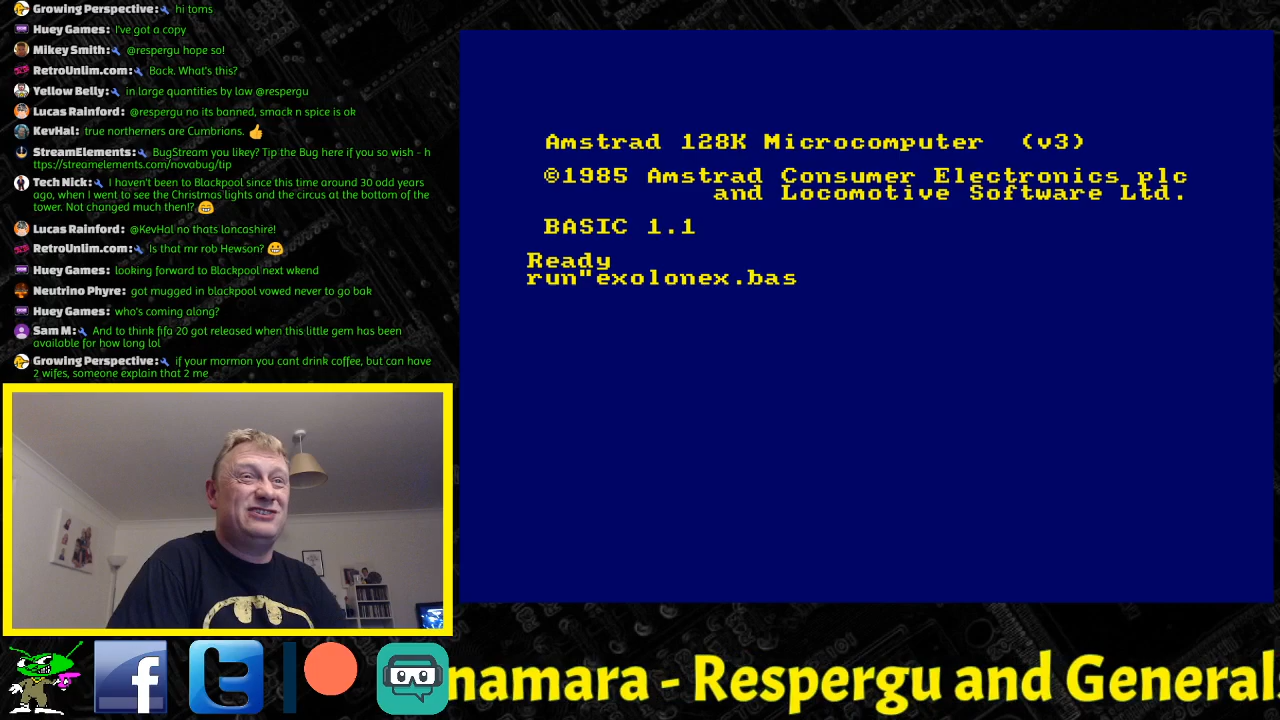 Growing Perspective: hi toms
Huey Games: I've got a copy
Mikey Smith: @respergu hope so!
RetroUnlim.com: Back. What's this?
Yellow Belly: in large quantities by law @respergu
Lucas Rainford: @respergu no its banned, smack n spice is ok
KevHal: true northerners are Cumbrians. 👍
StreamElements: BugStream you likey? Tip the Bug here if you so wish - h
ttps://streamelements.com/novabug/tip
Tech Nick: I haven't been to Blackpool since this time around 30 odd years
ago, when I went to see the Christmas lights and the circus at the bottom of the
tower. Not changed much then!? 😂
Lucas Rainford: @KevHal no thats lancashire!
RetroUnlim.com: Is that mr rob Hewson? 😀
Huey Games: looking forward to Blackpool next wkend
Neutrino Phyre: got mugged in blackpool vowed never to go bak
Huey Games: who's coming along?
Sam M: And to think fifa 20 got released when this little gem has been
available for how long lol
Growing Perspective: if your mormon you cant drink coffee, but can have
2 wifes, someone explain that 2 me
Amstrad 128K Microcomputer (v3)
©1985 Amstrad Consumer Electronics plc
and Locomotive Software Ltd.
BASIC 1.1
Ready
run"exolonex.bas
namara - Respergu and General